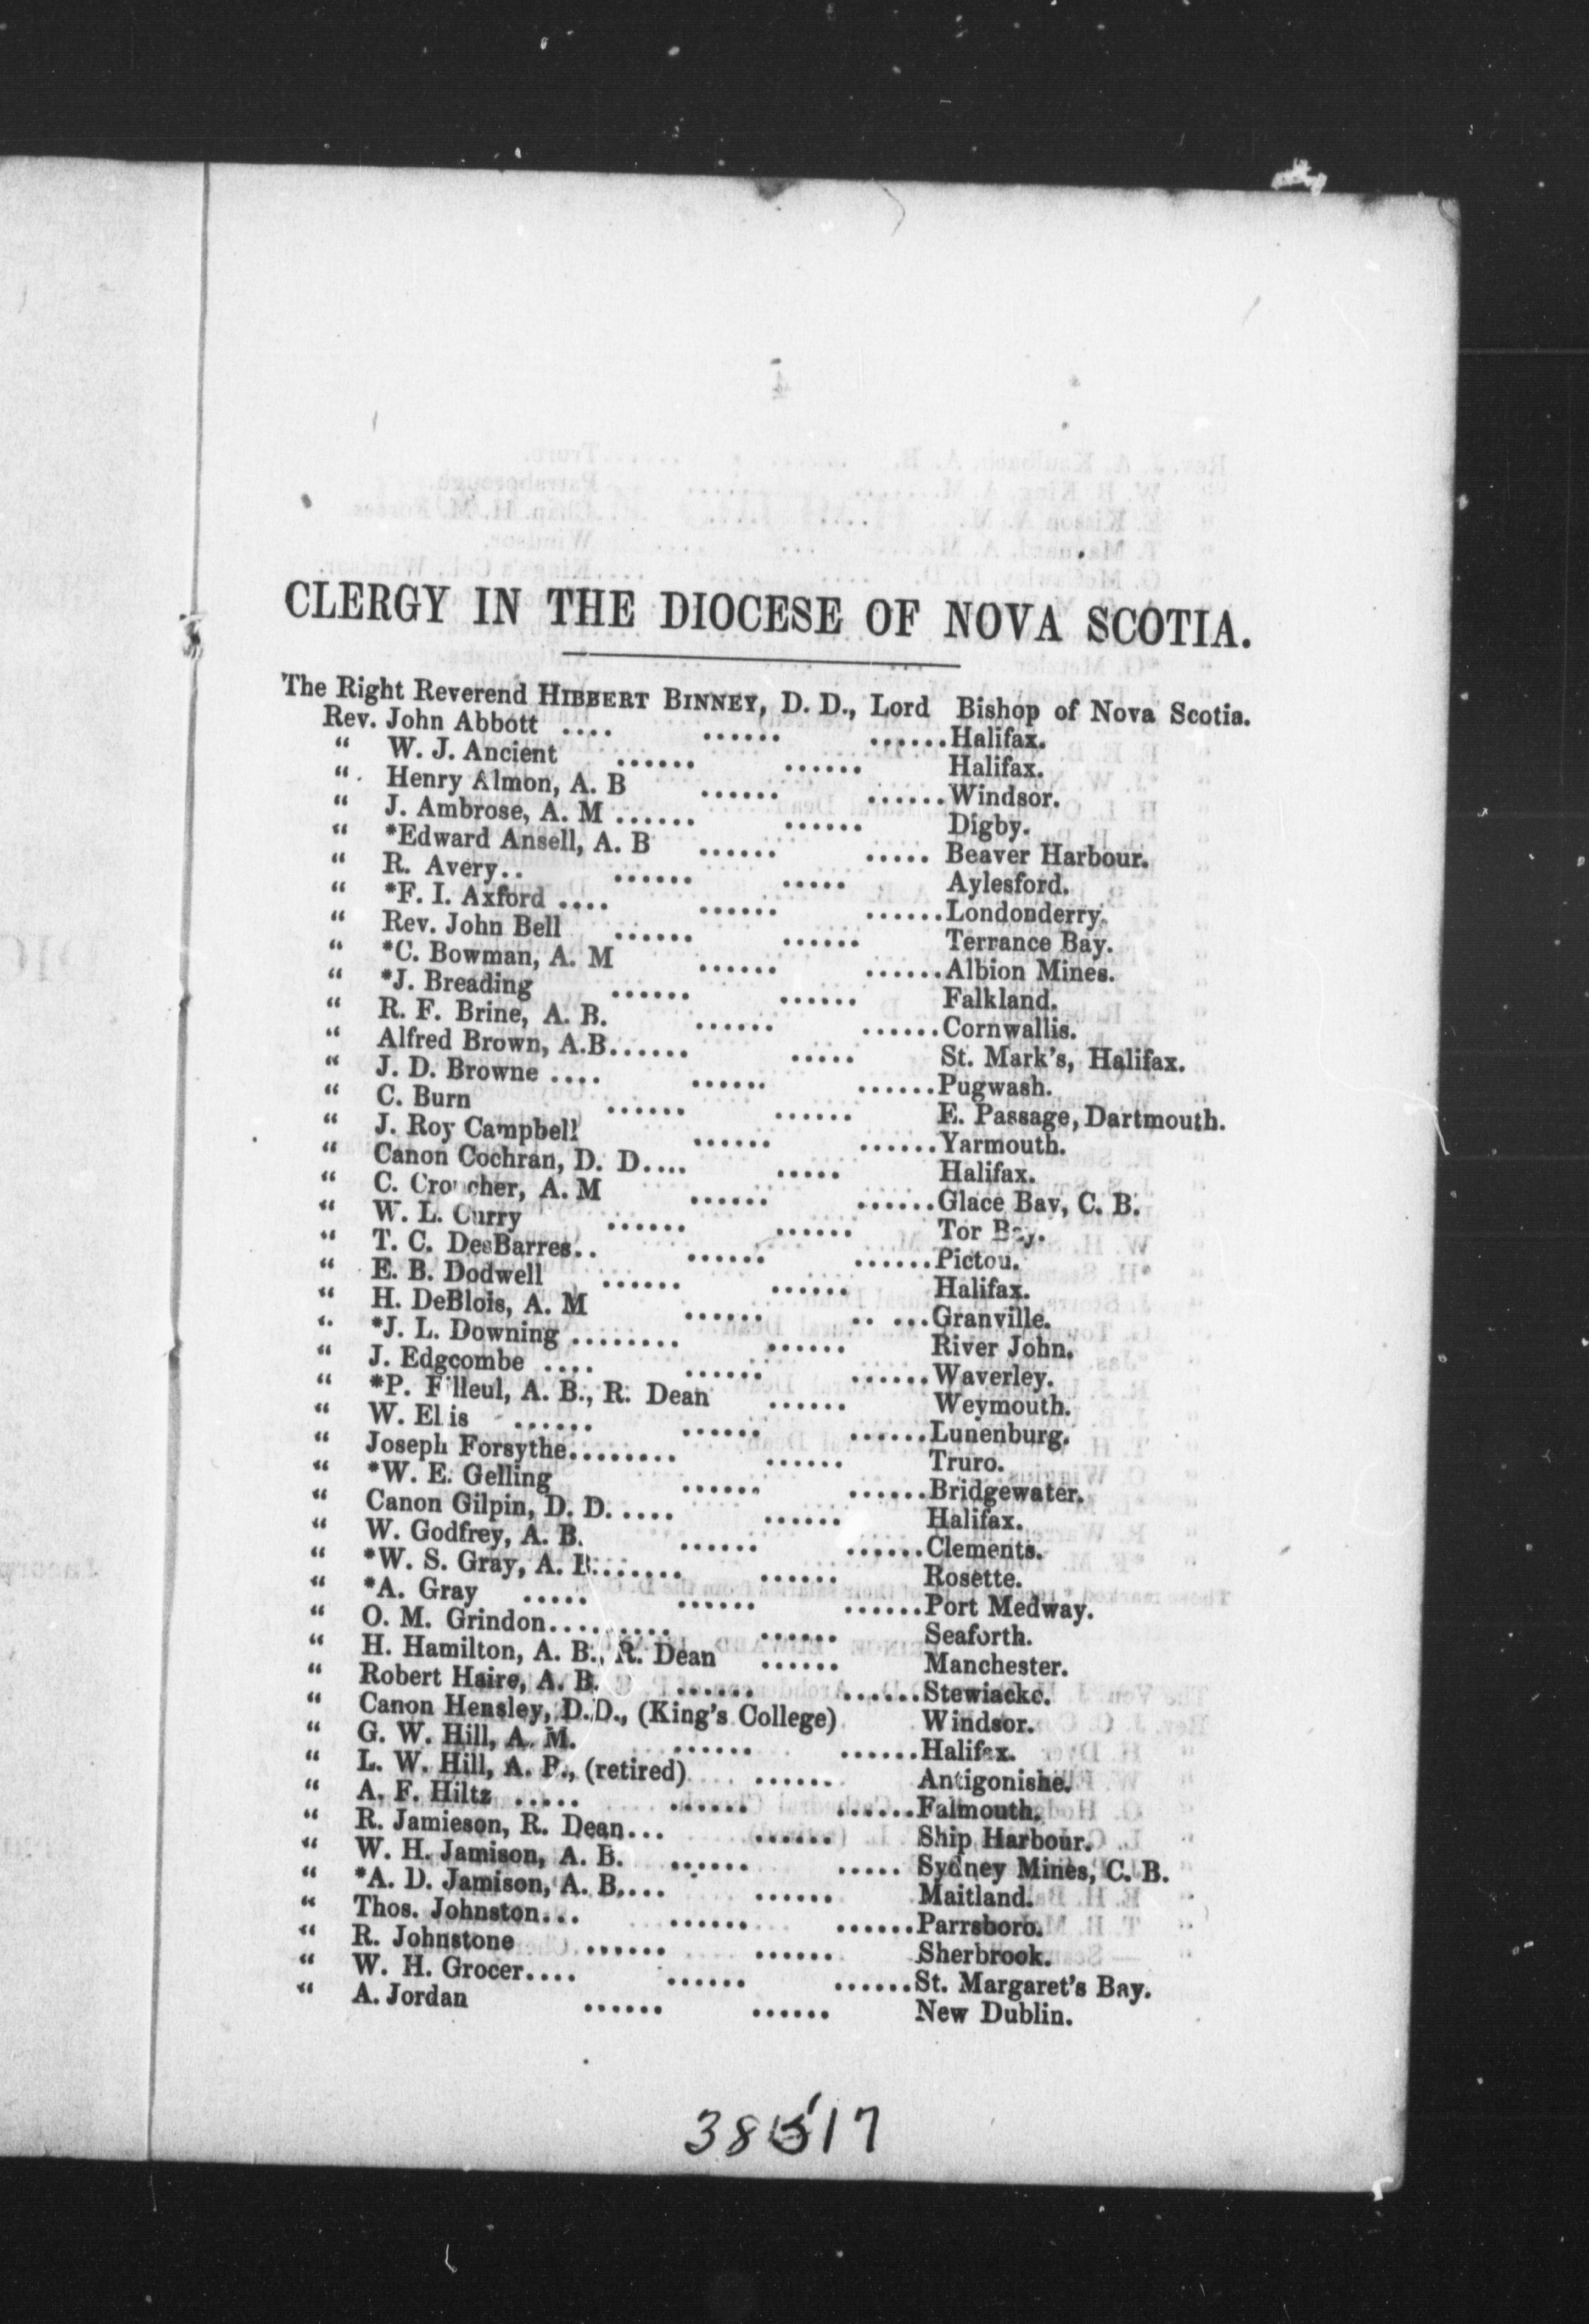 CLERGY IN THE DIOCESE OF NOVA SCOTIA.
The Right Reverend HIBBERT BINNEY, D. D., Lord Bishop of Nova Scotia.
Rev. John Abbott .... ...... ......Halifax.
" W. J. Ancient ...... ...... Halifax.
" Henry Almon, A. B ...... ......Windsor.
" J. Ambrose, A. M ...... ...... Digby.
" *Edward Ansell, A. B ...... ..... Beaver Harbour.
" R. Avery.. ...... ..... Aylesford.
" *F. I. Axford .... ...... ......Londonderry.
" Rev. John Bell ...... ...... Terrance Bay.
" *C. Bowman, A. M ...... ......Albion Mines.
" *J. Breading ...... ...... Falkland.
" R. F. Brine, A. B. ...... ......Cornwallis.
" Alfred Brown, A.B...... ..... St. Mark's, Halifax.
" J. D. Browne .... ...... ......Pugwash.
" C. Burn ...... ...... E. Passage, Dartmouth.
" J. Roy Campbell ...... ......Yarmouth.
" Canon Cochran, D. D.... ..... Halifax.
" C. Croucher, A. M ...... ......Glace Bay, C. B.
" W. L. Curry ...... ...... Tor Bay.
" T. C. DesBarres.. ...... ......Pictou.
" E. B. Dodwell ...... ...... Halifax.
" H. DeBlois, A. M ...... .. ...Granville.
" *J. L. Downing ........ ...... River John.
" J. Edgcombe .... ...... ......Waverley.
" *P. Filleul, A. B., R. Dean ...... Weymouth.
" W. Ellis ...... ...... ......Lunenburg.
" Joseph Forsythe........ ...... Truro.
" *W. E. Gelling ...... ......Bridgewater.
" Canon Gilpin, D. D. ..... ...... Halifax.
" W. Godfrey, A. B. ...... ......Clements.
" *W. S. Gray, A. B....... ...... Rosette.
" *A. Gray ..... ...... ......Port Medway.
" O. M. Grindon......... ...... Seaforth.
" H. Hamilton, A. B., R. Dean ...... Manchester.
" Robert Haire, A. B. ...... ......Stewiacke.
" Canon Hensley, D.D., (King's College) Windsor.
" G. W. Hill, A. M. ...... ......Halifax.
" L. W. Hill, A. B., (retired) ...... Antigonishe.
" A. F. Hiltz ..... ...... ......Falmouth.
" R. Jamieson, R. Dean... ...... Ship Harbour.
" W. H. Jamison, A. B. ...... ..... Sydney Mines, C. B.
" *A. D. Jamison, A. B.... ...... Maitland.
" Thos. Johnston... ...... ......Parrsboro.
" R. Johnstone ...... ...... Sherbrook.
" W. H. Grocer.... ...... ......St. Margaret's Bay.
" A. Jordan ...... ...... New Dublin.
38517